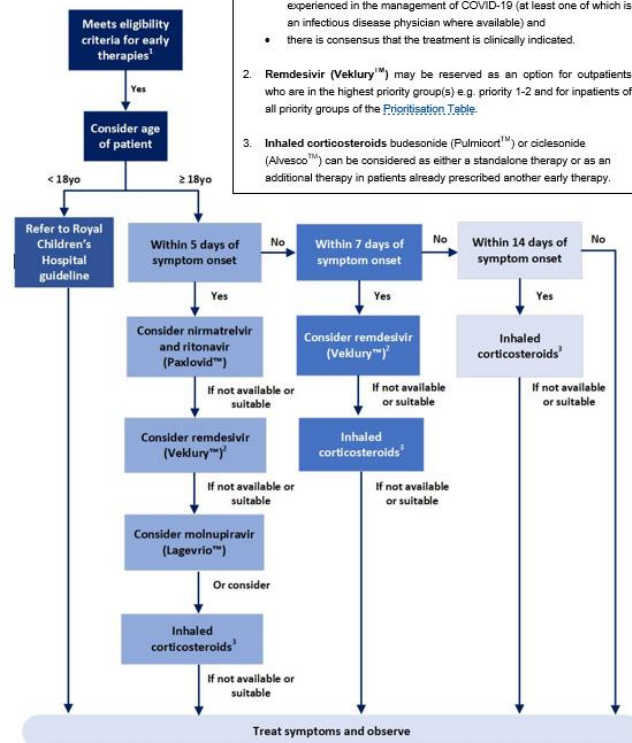 experienced in the management of COVID-19 (at least one of which is
an infectious disease physician where available) and
• there is consensus that the treatment is clinically indicated.
2. Remdesivir (Veklury™) may be reserved as an option for outpatients
who are in the highest priority group(s) e.g. priority 1-2 and for inpatients of
all priority groups of the Prioritisation Table.
3. Inhaled corticosteroids budesonide (Pulmicort™) or ciclesonide
(Alvesco™) can be considered as either a standalone therapy or as an
additional therapy in patients already prescribed another early therapy.
Meets eligibility
criteria for early
therapies¹
Yes
Consider age
of patient
< 18yo
≥ 18yo
Refer to Royal
Children's
Hospital
guideline
Within 5 days of
symptom onset
No
Within 7 days of
symptom onset
No
Within 14 days of
symptom onset
No
Yes
Yes
Yes
Consider nirmatrelvir
and ritonavir
(Paxlovid™)
Consider remdesivir
(Veklury™)²
Inhaled
corticosteroids³
If not available or
suitable
If not available
or suitable
If not available
or suitable
Consider remdesivir
(Veklury™)²
Inhaled
corticosteroids³
If not available or
suitable
If not available
or suitable
Consider molnupiravir
(Lagevrio™)
Or consider
Inhaled
corticosteroids³
If not available or
suitable
Treat symptoms and observe